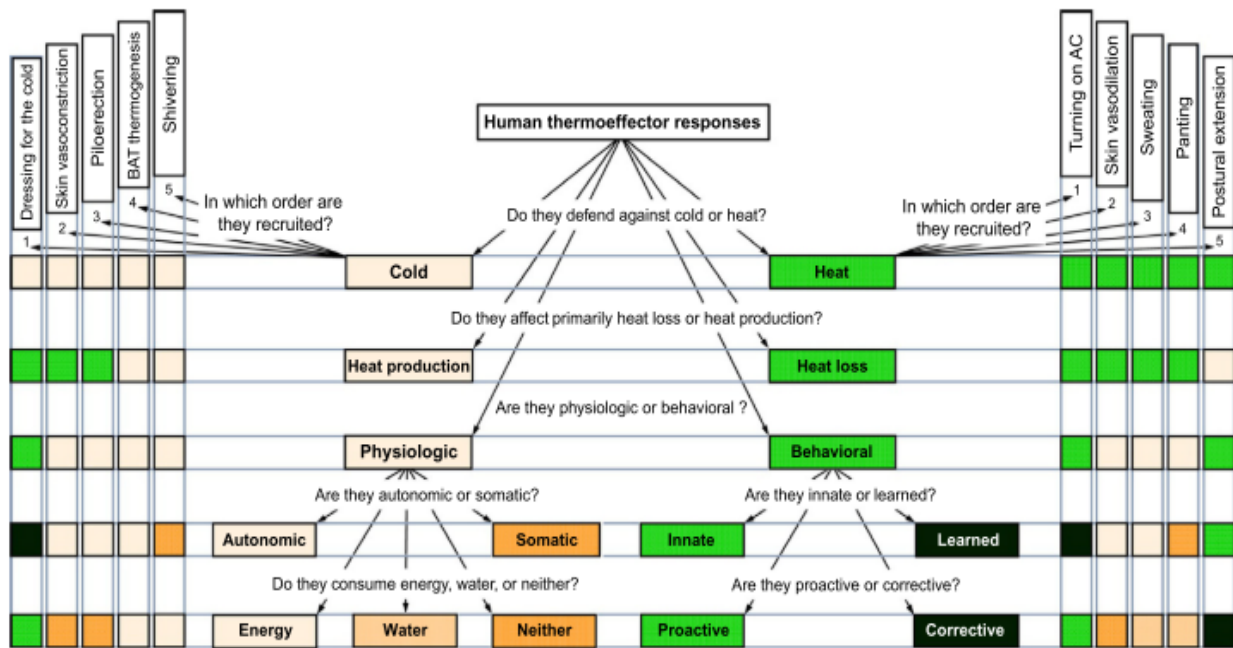 Dressing for the cold
Skin vasoconstriction
Piloerection
BAT thermogenesis
Shivering
Human thermoeffector responses
Turning on AC
Skin vasodilation
Sweating
Panting
Postural extension
1
2
3
4
5
In which order are
they recruited?
Do they defend against cold or heat?
In which order are
they recruited?
1
2
3
4
5
Cold
Heat
Do they affect primarily heat loss or heat production?
Heat production
Heat loss
Are they physiologic or behavioral ?
Physiologic
Behavioral
Are they autonomic or somatic?
Are they innate or learned?
Autonomic
Somatic
Innate
Learned
Do they consume energy, water, or neither?
Are they proactive or corrective?
Energy
Water
Neither
Proactive
Corrective